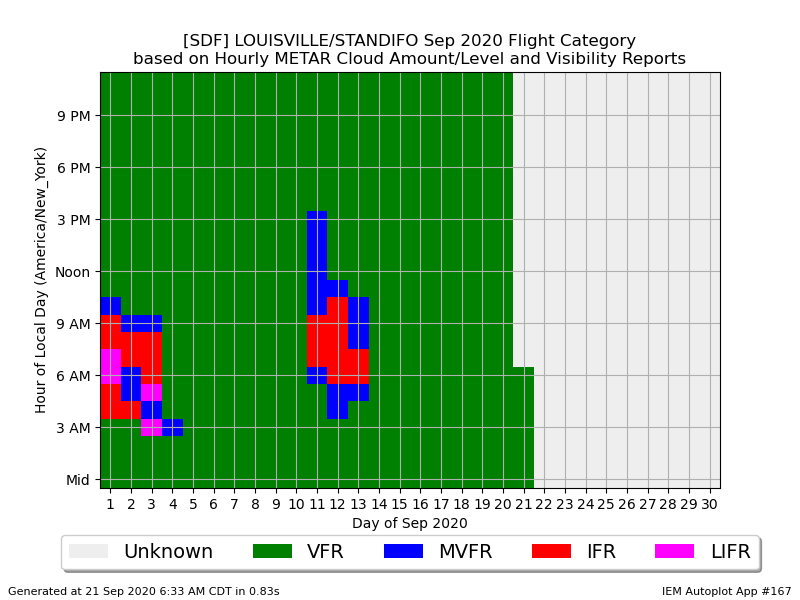 [SDF] LOUISVILLE/STANDIFO Sep 2020 Flight Category
based on Hourly METAR Cloud Amount/Level and Visibility Reports
Hour of Local Day (America/New_York)
9 PM
6 PM
3 PM
Noon
9 AM
6 AM
3 AM
Mid
1 2 3 4 5 6 7 8 9 10 11 12 13 14 15 16 17 18 19 20 21 22 23 24 25 26 27 28 29 30
Day of Sep 2020
Unknown VFR MVFR IFR LIFR
Generated at 21 Sep 2020 6:33 AM CDT in 0.83s
IEM Autoplot App #167